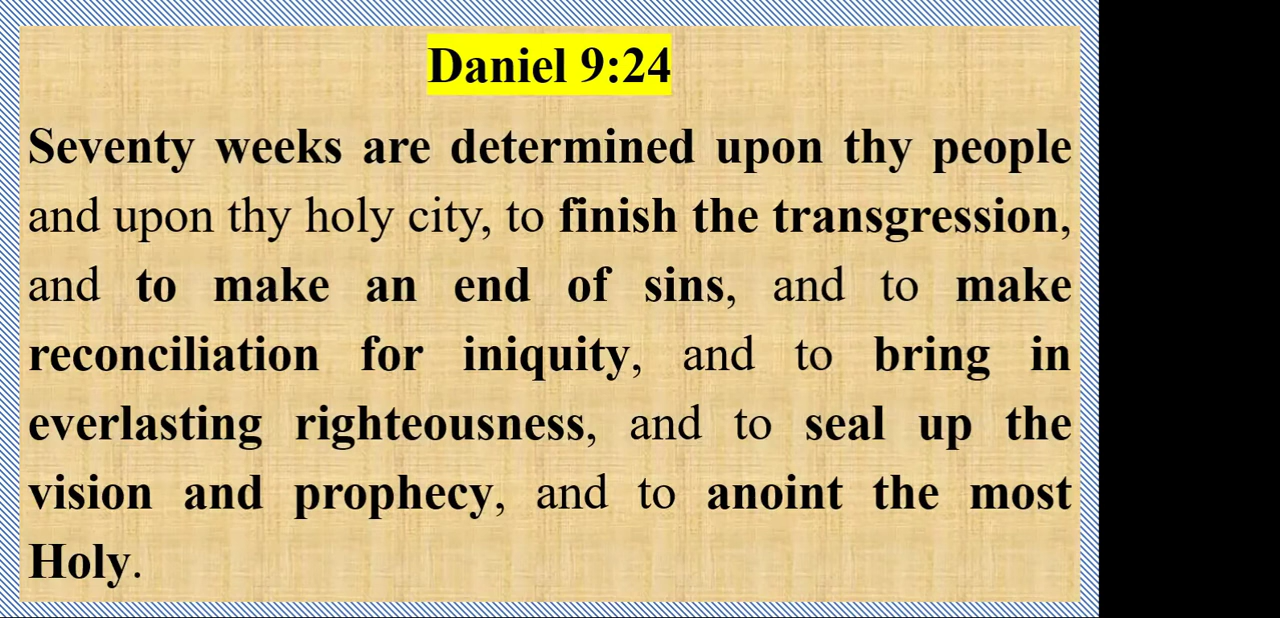 Daniel 9:24
Seventy weeks are determined upon thy people
and upon thy holy city, to finish the transgression,
and to make an end of sins, and to make
reconciliation for iniquity, and to bring in
everlasting righteousness, and to seal up the
vision and prophecy, and to anoint the most
Holy.